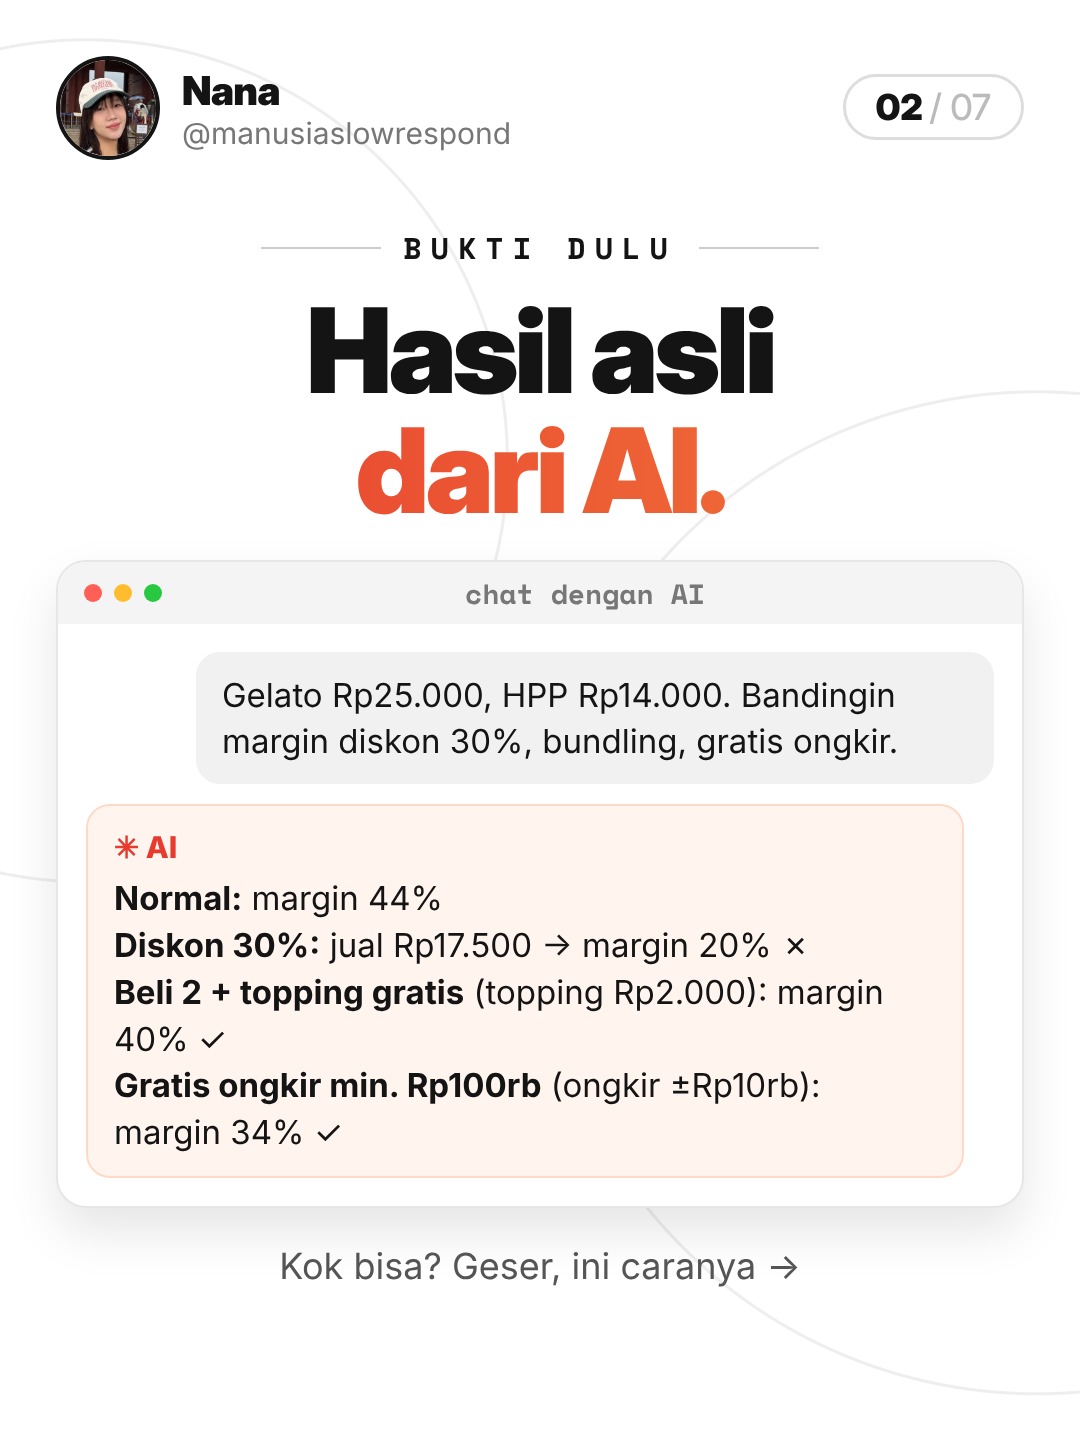 Nana
@manusiaslowrespond
02 / 07
BUKTI DULU
Hasil asli
dari AI.
chat dengan AI
Gelato Rp25.000, HPP Rp14.000. Bandingin
margin diskon 30%, bundling, gratis ongkir.
✳ AI
Normal: margin 44%
Diskon 30%: jual Rp17.500 → margin 20% ×
Beli 2 + topping gratis (topping Rp2.000): margin
40% ✓
Gratis ongkir min. Rp100rb (ongkir ±Rp10rb):
margin 34% ✓
Kok bisa? Geser, ini caranya →